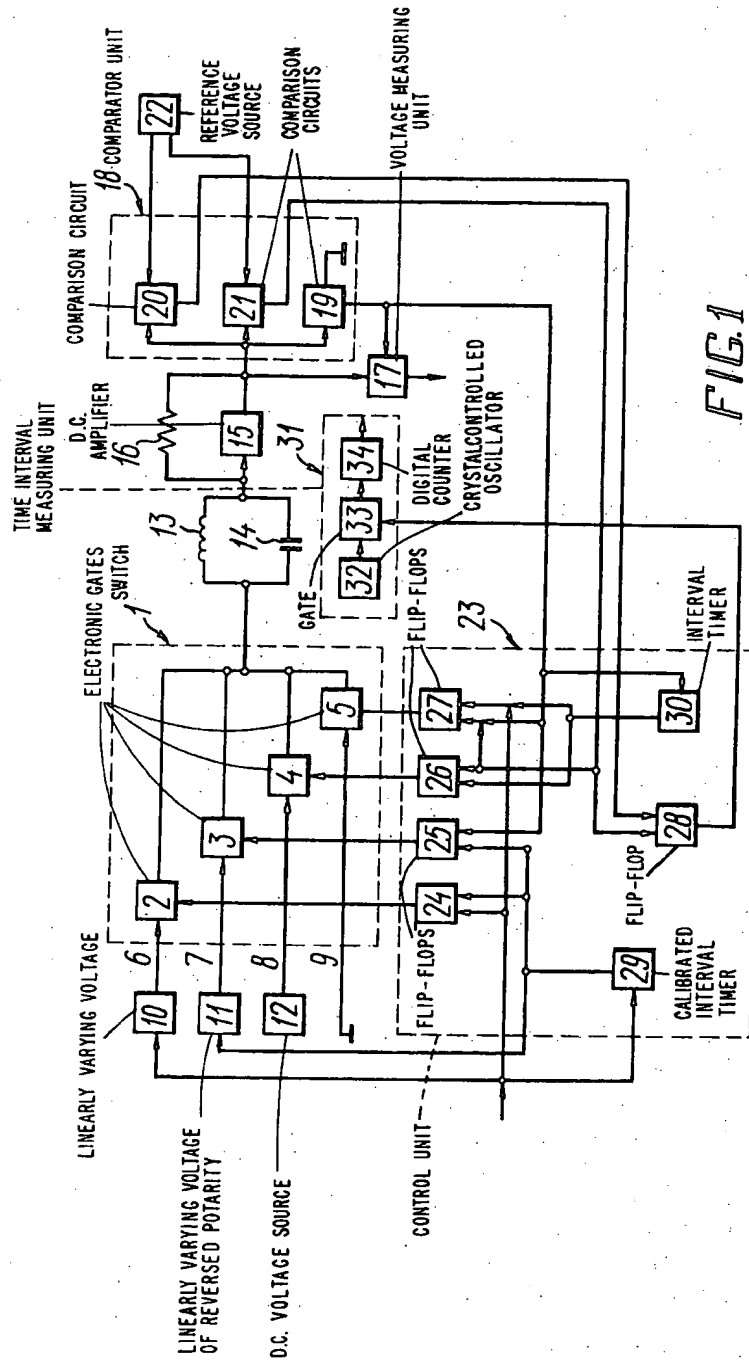 TIME INTERVAL
MEASURING UNIT
ELECTRONIC GATES
SWITCH
1
LINEARLY VARYING VOLTAGE
LINEARLY VARYING VOLTAGE
OF REVERSED POTARITY
D.C. VOLTAGE SOURCE
10
11
12
6
7
8
9
2
3
4
5
13
14
D.C.
AMPLIFIER
16
15
COMPARISON CIRCUIT
18
COMPARATOR UNIT
20
21
19
22
REFERENCE
VOLTAGE
SOURCE
COMPARISON
CIRCUITS
VOLTAGE MEASURING
UNIT
17
31
GATE
32
33
34
DIGITAL
COUNTER
CRYSTALCONTROLLED
OSCILLATOR
FLIP-FLOPS
23
24
25
26
27
FLIP-FLOPS
INTERVAL
TIMER
30
28
FLIP-FLOP
29
CALIBRATED
INTERVAL
TIMER
CONTROL UNIT
FIG.1